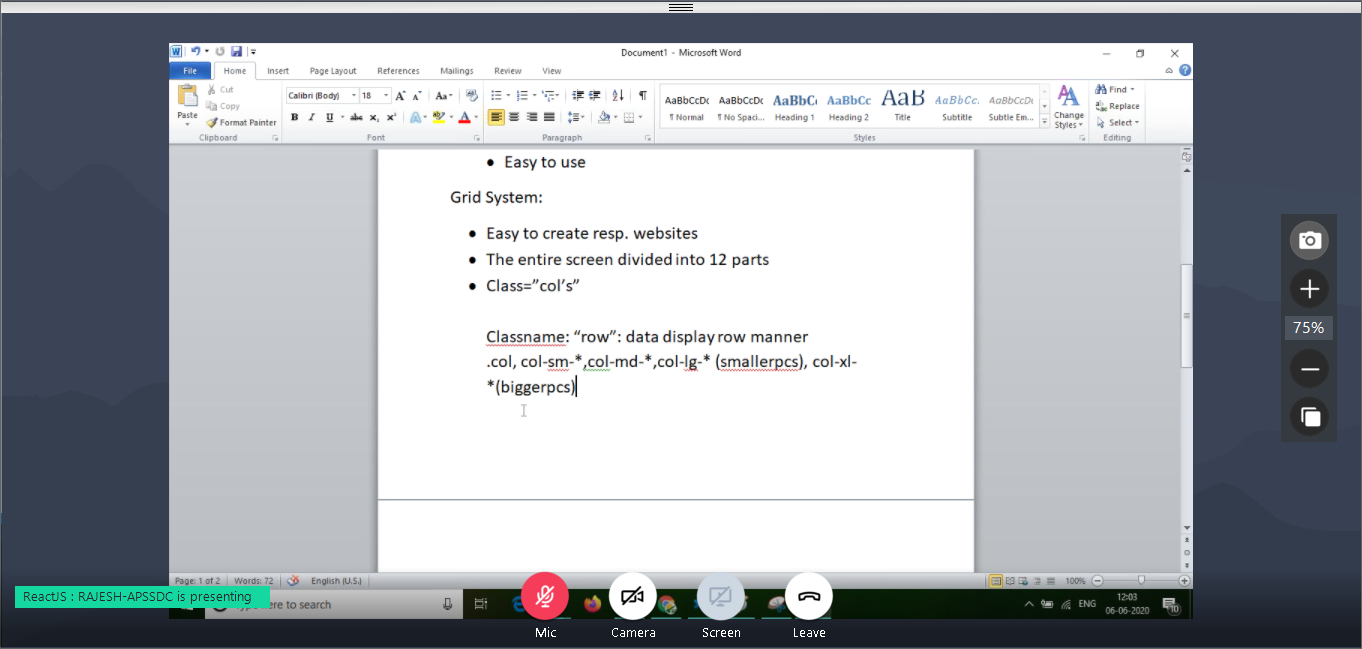 Document1 - Microsoft Word
File Home Insert Page Layout References Mailings Review View
Paste
Cut
Copy
Format Painter
Clipboard
Calibri (Body) 18
Font
Paragraph
AaBbCcDc AaBbCcDc AaBbC AaBbCc AaB AaBbCc. AaBbCcDc
¶ Normal ¶ No Spaci... Heading 1 Heading 2 Title Subtitle Subtle Em...
Change
Styles
Styles
Find
Replace
Select
Editing
• Easy to use
Grid System:
• Easy to create resp. websites
• The entire screen divided into 12 parts
• Class=”col’s”
Classname: “row”: data display row manner
.col, col-sm-*,col-md-*,col-lg-* (smallerpcs), col-xl-
*(biggerpcs)
75%
Page: 1 of 2 Words: 72 English (U.S.) 100%
ReactJS : RAJESH-APSSDC is presenting
ere to search
ENG
12:03
06-06-2020
10
Mic Camera Screen Leave